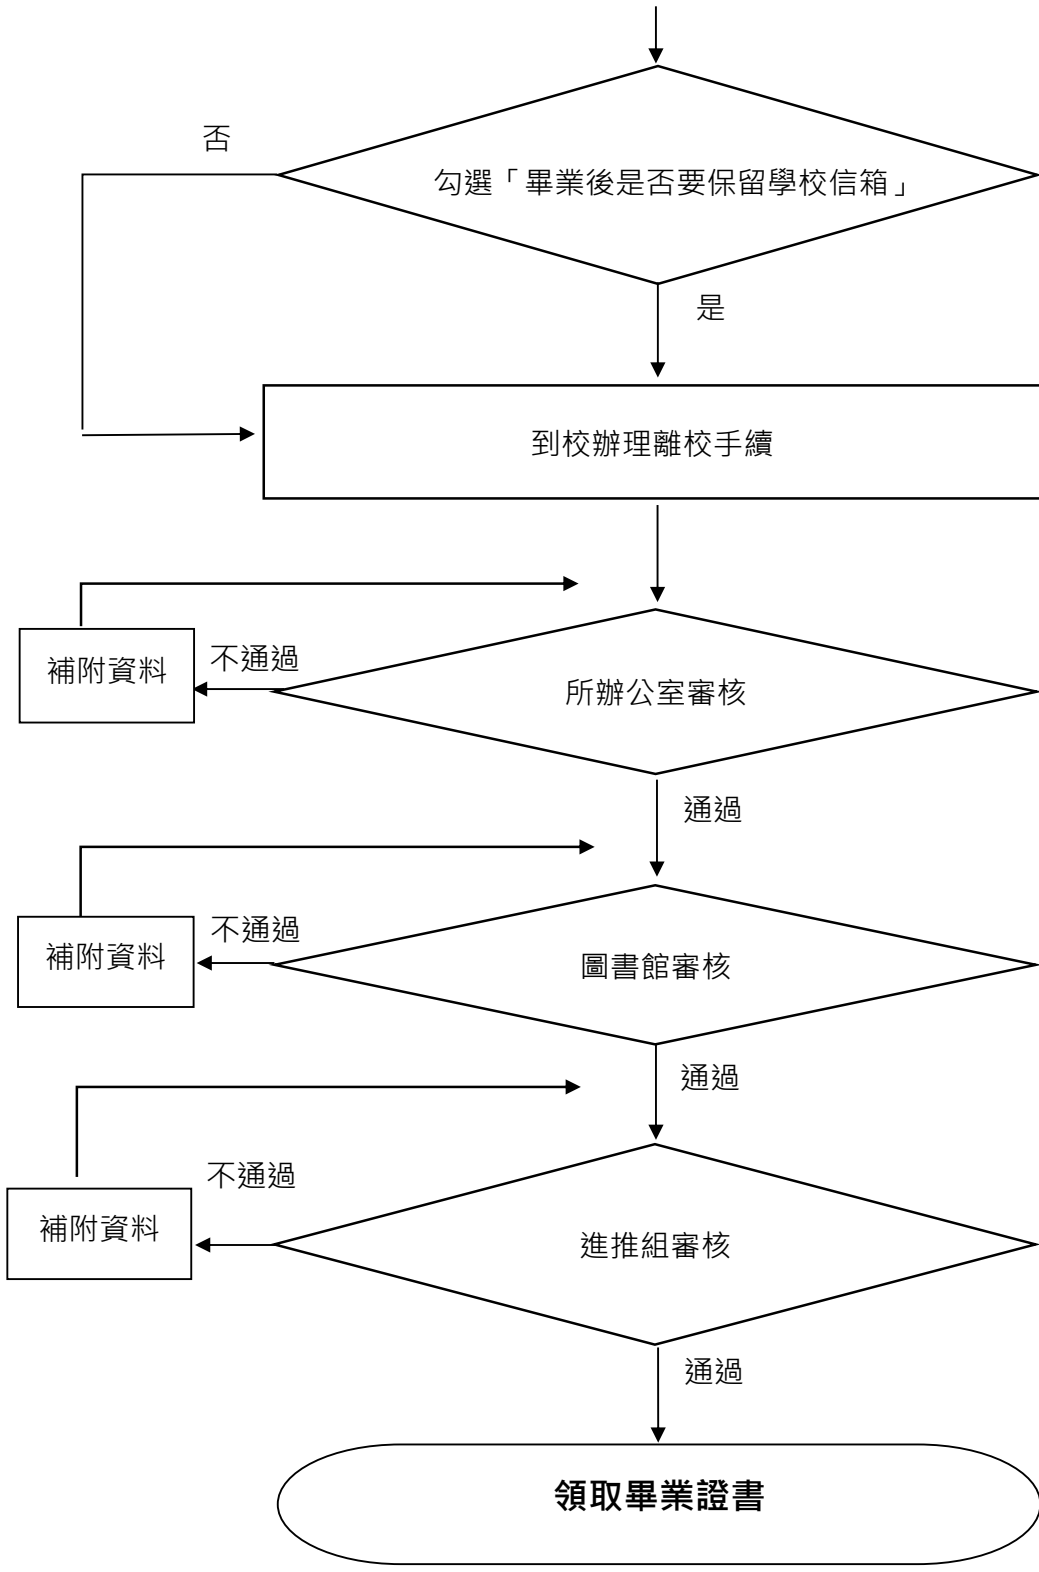 否
勾選「畢業後是否要保留學校信箱」
是
到校辦理離校手續
補附資料
不通過
所辦公室審核
通過
補附資料
不通過
圖書館審核
通過
不通過
補附資料
進推組審核
通過
領取畢業證書